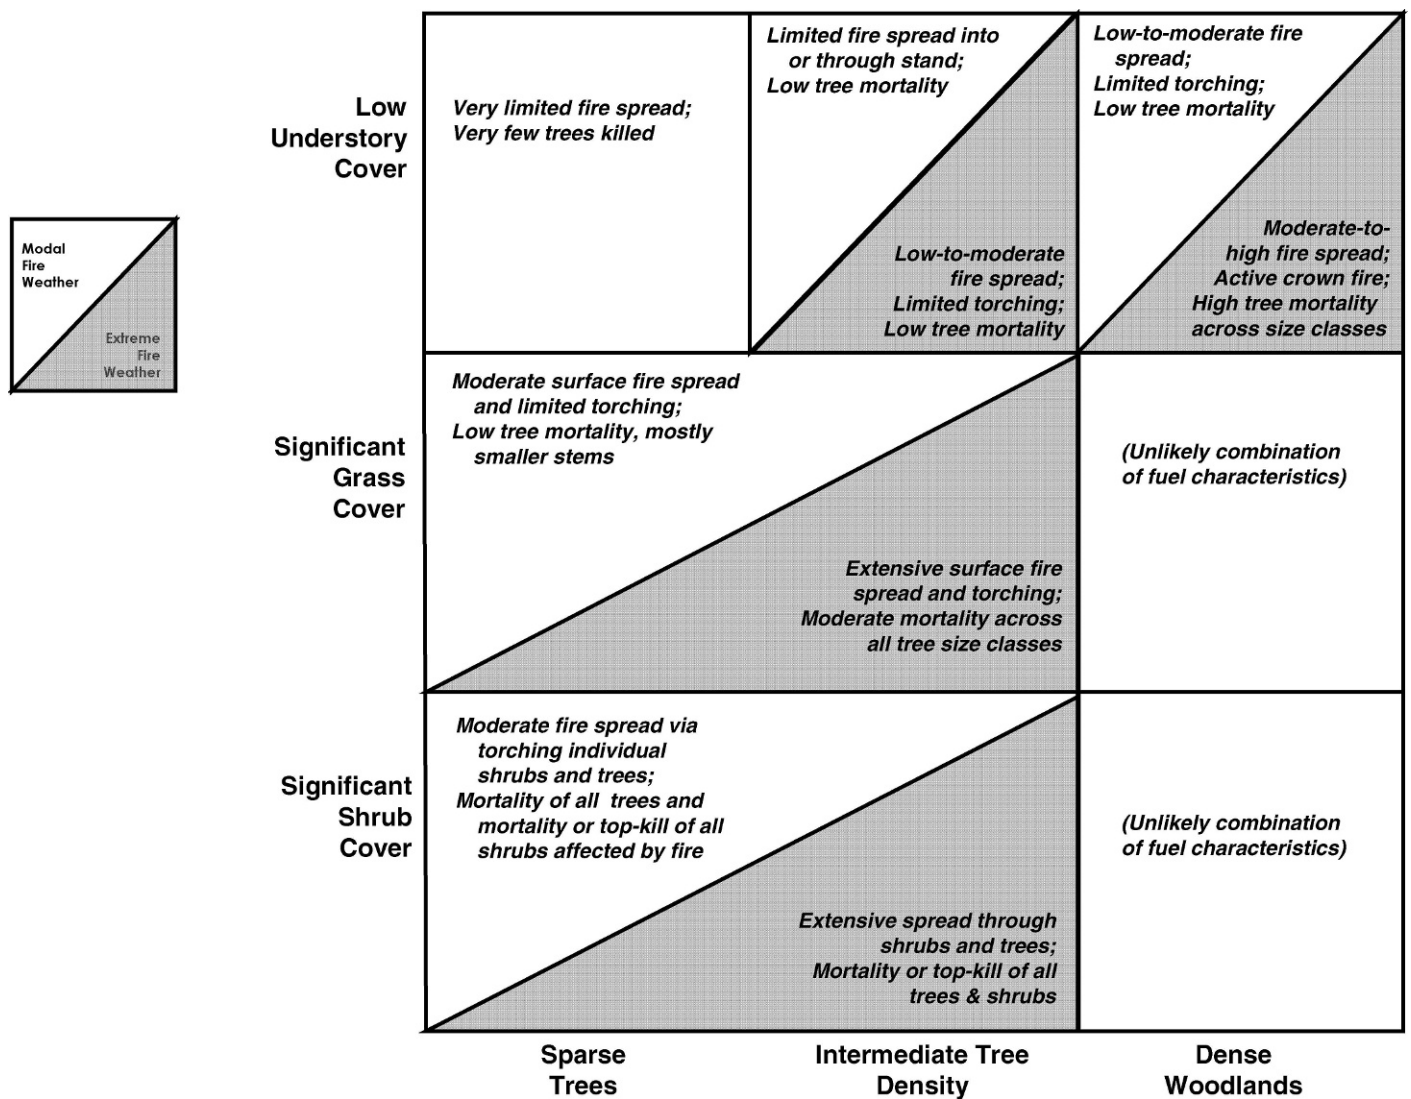 Low
Understory
Cover
Very limited fire spread;
Very few trees killed
Limited fire spread into
or through stand;
Low tree mortality
Low-to-moderate
fire spread;
Limited torching;
Low tree mortality
Low-to-moderate fire
spread;
Limited torching;
Low tree mortality
Moderate-to-
high fire spread;
Active crown fire;
High tree mortality
across size classes
Modal
Fire
Weather
Extreme
Fire
Weather
Significant
Grass
Cover
Moderate surface fire spread
and limited torching;
Low tree mortality, mostly
smaller stems
Extensive surface fire
spread and torching;
Moderate mortality across
all tree size classes
(Unlikely combination
of fuel characteristics)
Significant
Shrub
Cover
Moderate fire spread via
torching individual
shrubs and trees;
Mortality of all trees and
mortality or top-kill of all
shrubs affected by fire
Extensive spread through
shrubs and trees;
Mortality or top-kill of all
trees & shrubs
(Unlikely combination
of fuel characteristics)
Sparse
Trees
Intermediate Tree
Density
Dense
Woodlands